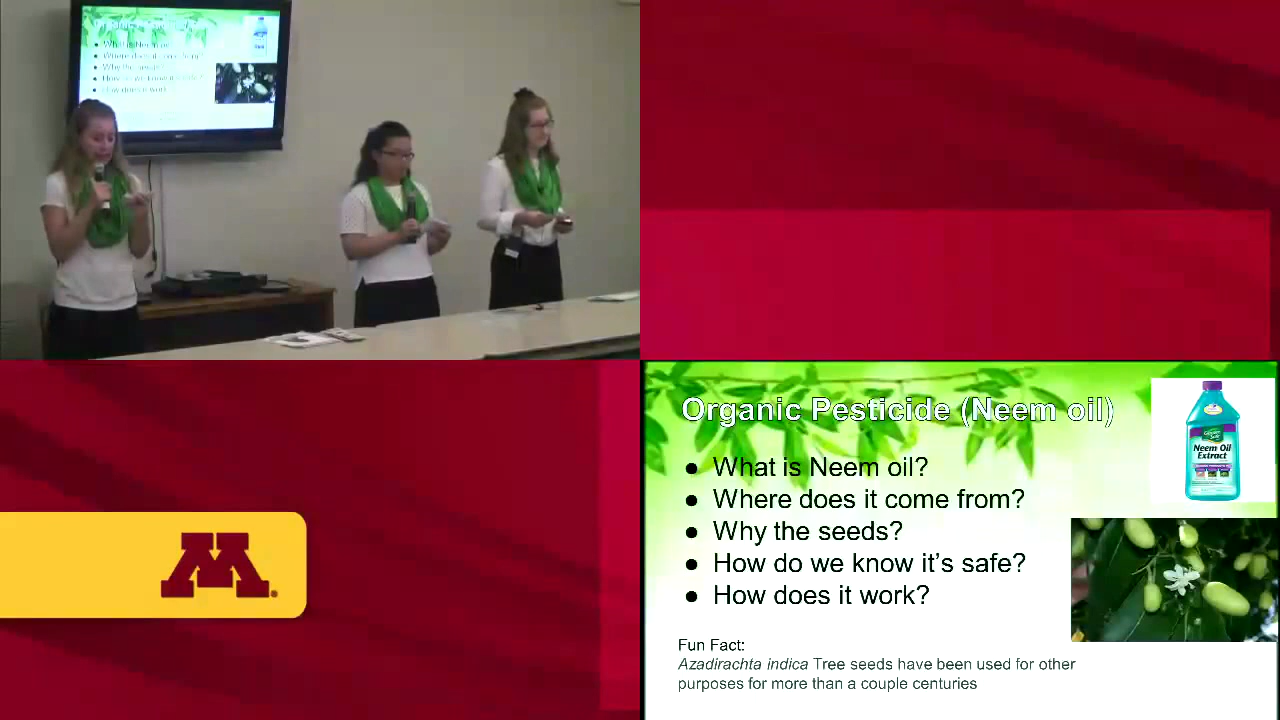 Organic Pesticide (Neem oil)
● What is Neem oil?
● Where does it come from?
● Why the seeds?
● How do we know it's safe?
● How does it work?
Neem Oil
Extract
Fun Fact:
Azadirachta indica Tree seeds have been used for other
purposes for more than a couple centuries
M